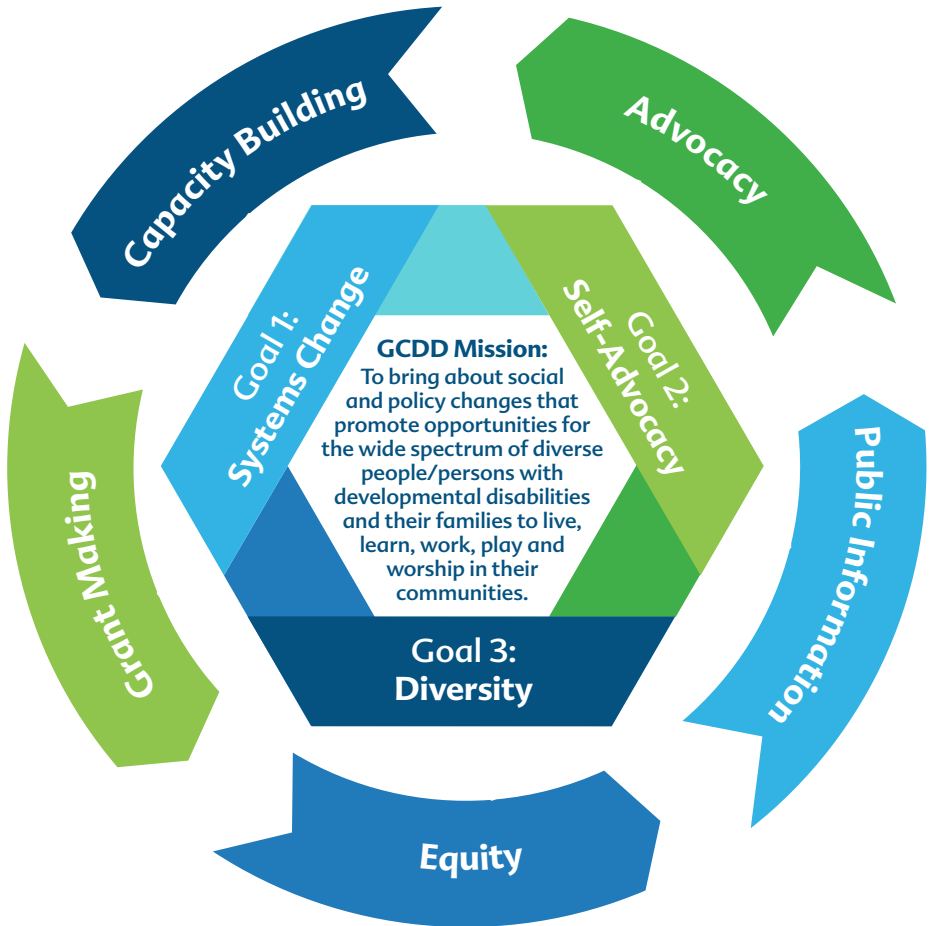 Capacity Building
Advocacy
Goal 1:
Systems Change
Goal 2:
Self-Advocacy
GCDD Mission:
To bring about social
and policy changes that
promote opportunities for
the wide spectrum of diverse
people/persons with
developmental disabilities
and their families to live,
learn, work, play and
worship in their
communities.
Public Information
Grant Making
Goal 3:
Diversity
Equity